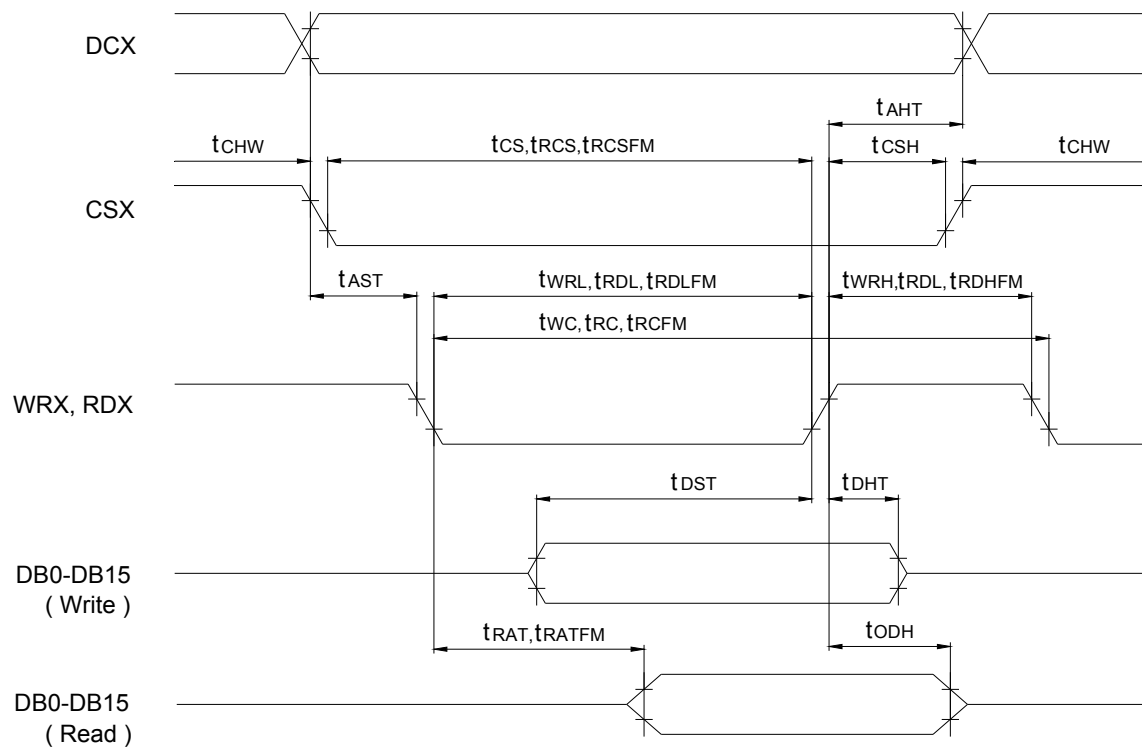 DCX
tAHT
tCHW
tCS,tRCS,tRCSFM
tCSH
tCHW
CSX
tAST
tWRL,tRDL,tRDLFM
tWRH,tRDL,tRDHFM
tWC,tRC,tRCFM
WRX, RDX
tDST
tDHT
DB0-DB15
( Write )
tRAT,tRATFM
tODH
DB0-DB15
( Read )